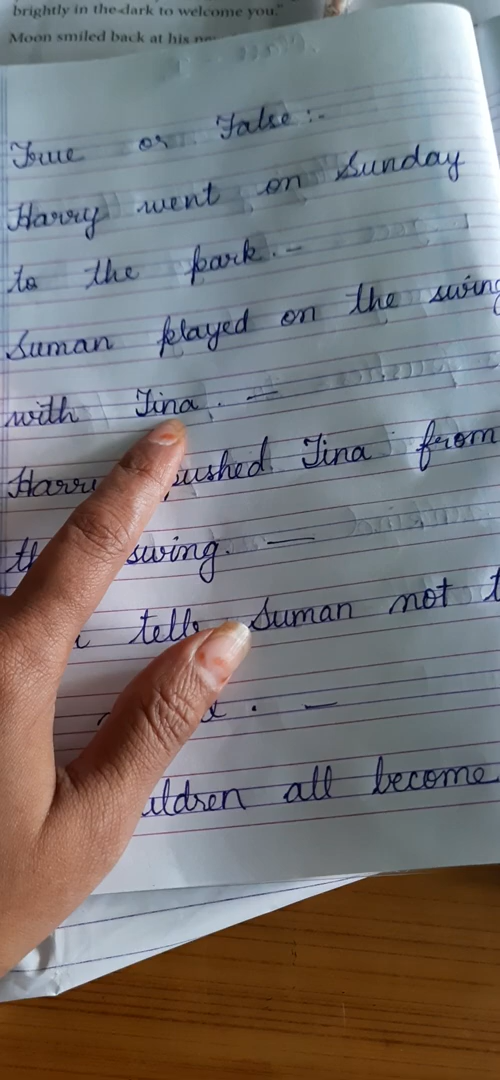 brightly in the dark to welcome you."
Moon smiled back at his
True or False :-
Harry went on Sunday
to the park. -
Suman played on the swing
with Tina. -
pushed Tina from
swing. -
tells Suman not
. -
all become